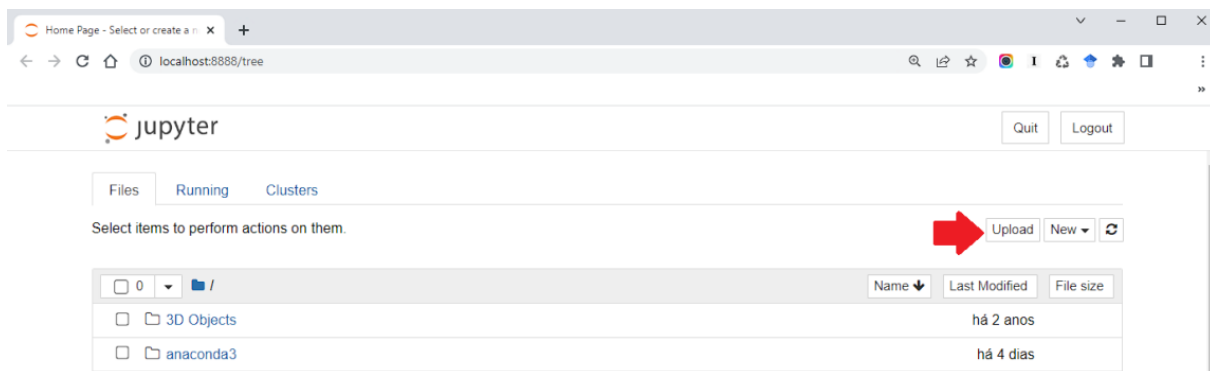 Home Page - Select or create a n
localhost:8888/tree
I
»
jupyter
Quit Logout
Files Running Clusters
Select items to perform actions on them.
Upload New
0 / Name Last Modified File size
3D Objects há 2 anos
anaconda3 há 4 dias